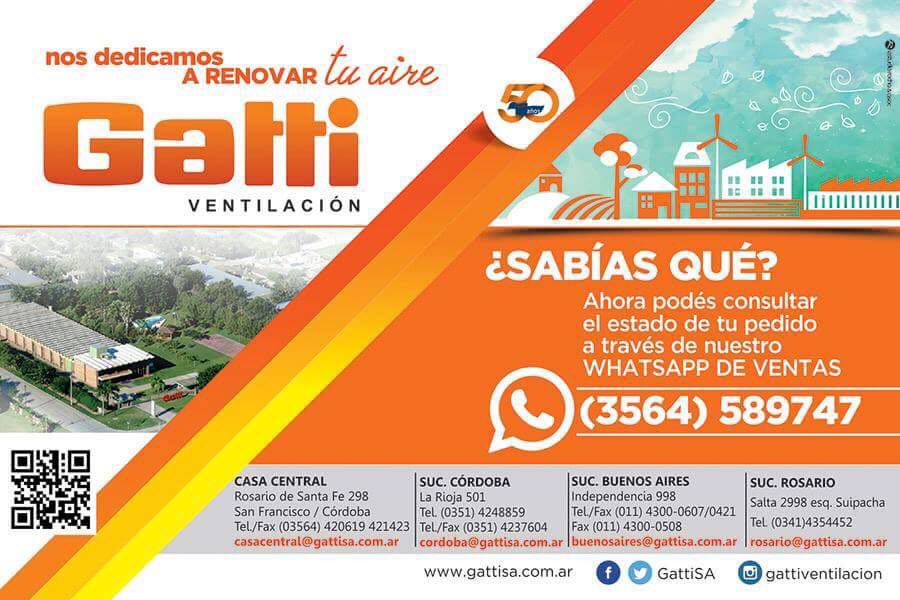 nos dedicamos
A RENOVAR tu aire
Gatti
VENTILACIÓN
50
años
¿SABÍAS QUÉ?
Ahora podés consultar
el estado de tu pedido
a través de nuestro
WHATSAPP DE VENTAS
(3564) 589747
Gatti
CASA CENTRAL
Rosario de Santa Fe 298
San Francisco / Córdoba
Tel./Fax (03564) 420619 421423
casacentral@gattisa.com.ar
SUC. CÓRDOBA
La Rioja 501
Tel. (0351) 4248859
Tel./Fax (0351) 4237604
cordoba@gattisa.com.ar
SUC. BUENOS AIRES
Independencia 998
Tel./Fax (011) 4300-0607/0421
Fax (011) 4300-0508
buenosaires@gattisa.com.ar
SUC. ROSARIO
Salta 2998 esq. Suipacha
Tel. (0341)4354452
rosario@gattisa.com.ar
www.gattisa.com.ar
GattiSA
gattiventilacion